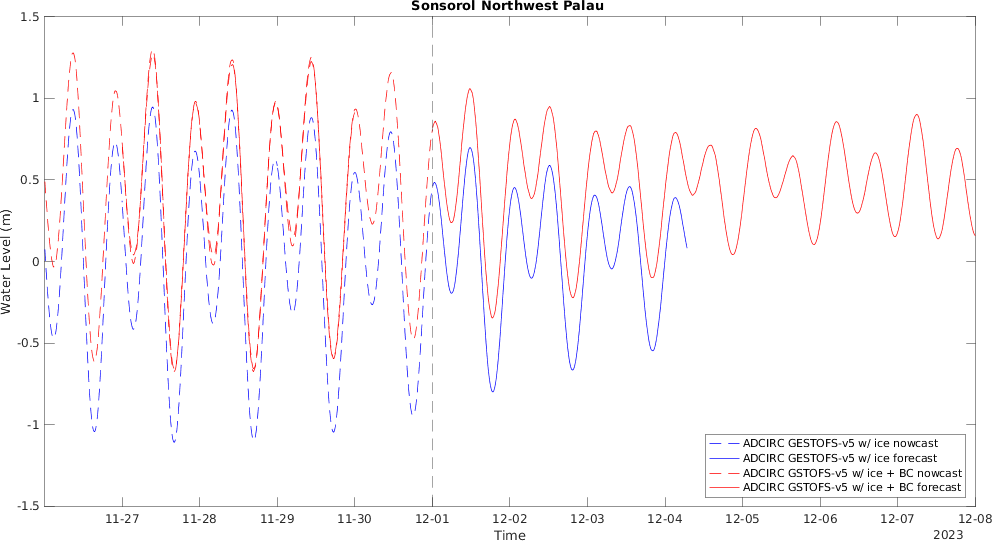 Sonsorol Northwest Palau
1.5
1
0.5
0
-0.5
-1
-1.5
Water Level (m)
ADCIRC GESTOFS-v5 w/ ice nowcast
ADCIRC GESTOFS-v5 w/ ice forecast
ADCIRC GSTOFS-v5 w/ ice + BC nowcast
ADCIRC GSTOFS-v5 w/ ice + BC forecast
11-27 11-28 11-29 11-30 12-01 12-02 12-03 12-04 12-05 12-06 12-07 12-08
Time
2023